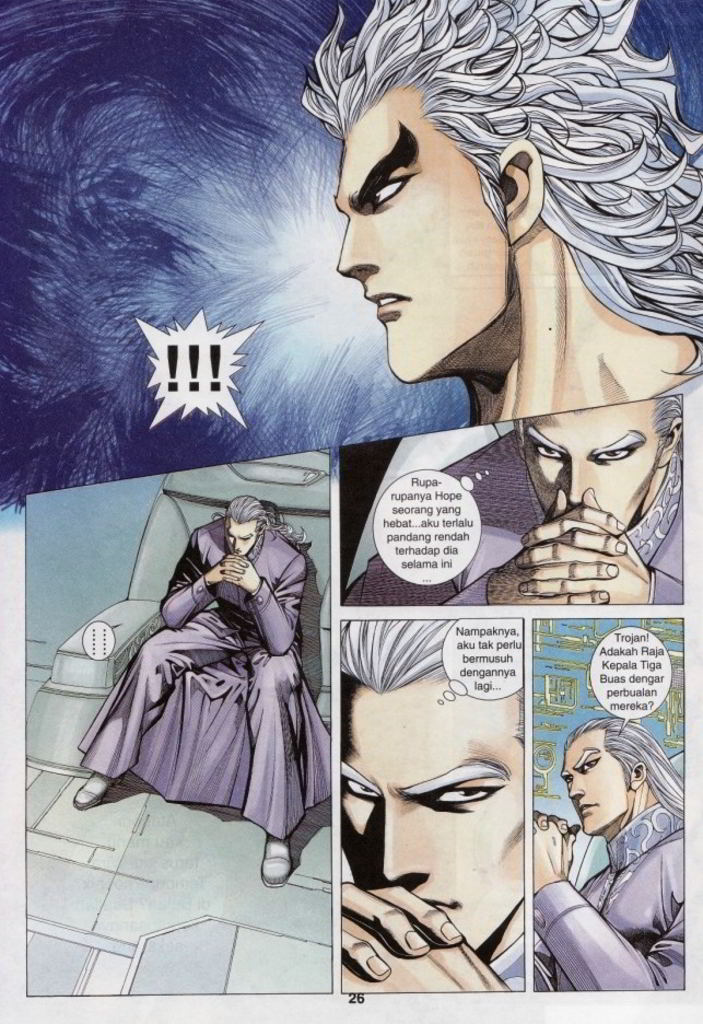 !!!
Rupa-
rupanya Hope
seorang yang
hebat...aku terlalu
pandang rendah
terhadap dia
selama ini
...
Nampaknya,
aku tak perlu
bermusuh
dengannya
lagi...
Trojan!
Adakah Raja
Kepala Tiga
Buas dengar
perbualan
mereka?
26